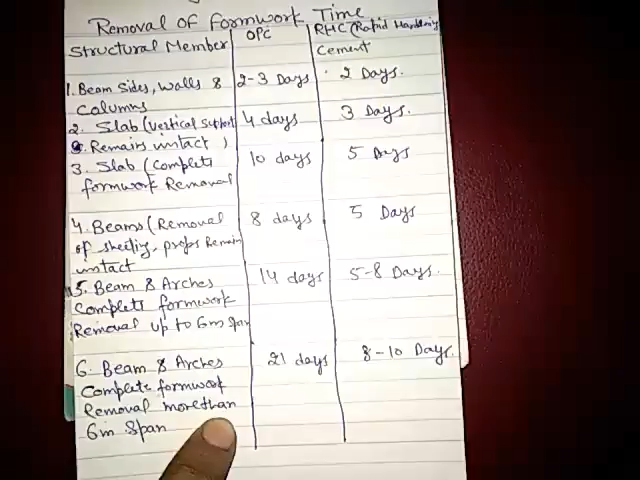 Removal of formwork Time
Structural Member OPC RHC (Rapid Hardening
Cement
1. Beam Sides, walls & 2-3 Days 2 Days.
columns
2. Slab (vertical support 4 days 3 Days.
Remains intact)
3. Slab (Complete 10 days 5 Days
formwork Removal
4. Beams (Removal 8 days 5 Days
of sheeting, props Remain
intact
5. Beam & Arches 14 days 5-8 Days.
Complete formwork
Removal up to 6m span
6. Beam & Arches 21 days 8-10 Days.
Complete formwork
Removal morethan
6m Span